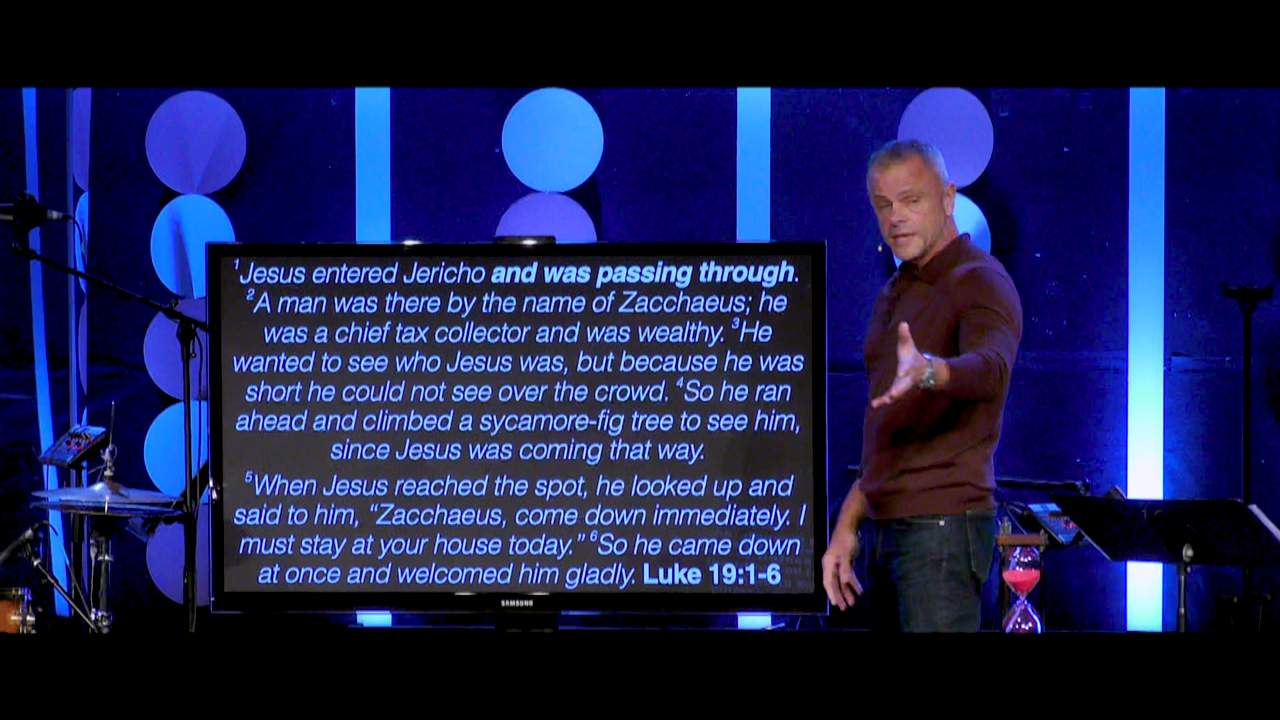 ¹Jesus entered Jericho and was passing through.
²A man was there by the name of Zacchaeus; he
was a chief tax collector and was wealthy. ³He
wanted to see who Jesus was, but because he was
short he could not see over the crowd. ⁴So he ran
ahead and climbed a sycamore-fig tree to see him,
since Jesus was coming that way.
⁵When Jesus reached the spot, he looked up and
said to him, “Zacchaeus, come down immediately. I
must stay at your house today.” ⁶So he came down
at once and welcomed him gladly. Luke 19:1-6
SAMSUNG